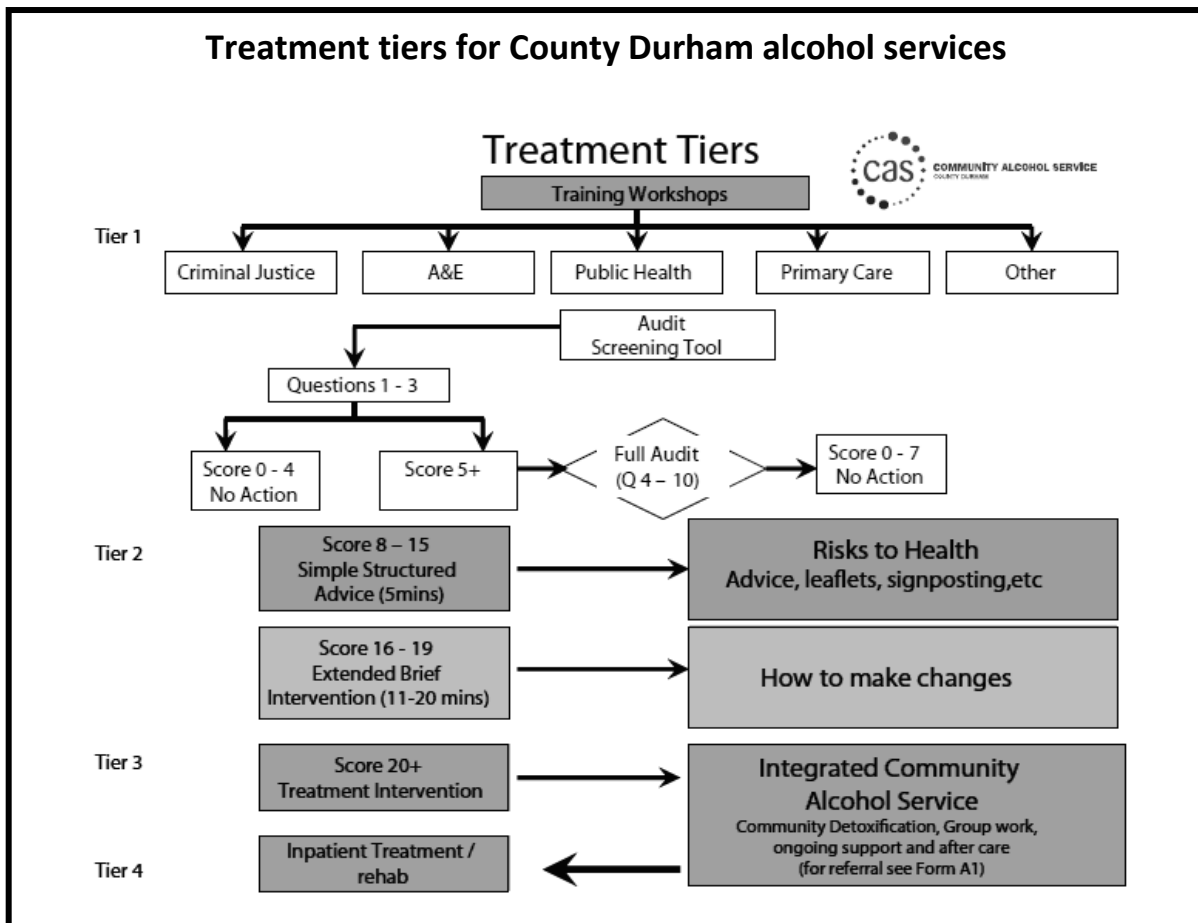 Treatment tiers for County Durham alcohol services
Treatment Tiers
cas
COMMUNITY ALCOHOL SERVICE
COUNTY DURHAM
Training Workshops
Tier 1
Criminal Justice
A&E
Public Health
Primary Care
Other
Audit
Screening Tool
Questions 1 - 3
Score 0 - 4
No Action
Score 5+
Full Audit
(Q 4 – 10)
Score 0 - 7
No Action
Tier 2
Score 8 – 15
Simple Structured
Advice (5mins)
Risks to Health
Advice, leaflets, signposting,etc
Score 16 - 19
Extended Brief
Intervention (11-20 mins)
How to make changes
Tier 3
Score 20+
Treatment Intervention
Integrated Community
Alcohol Service
Community Detoxification, Group work,
ongoing support and after care
(for referral see Form A1)
Tier 4
Inpatient Treatment /
rehab